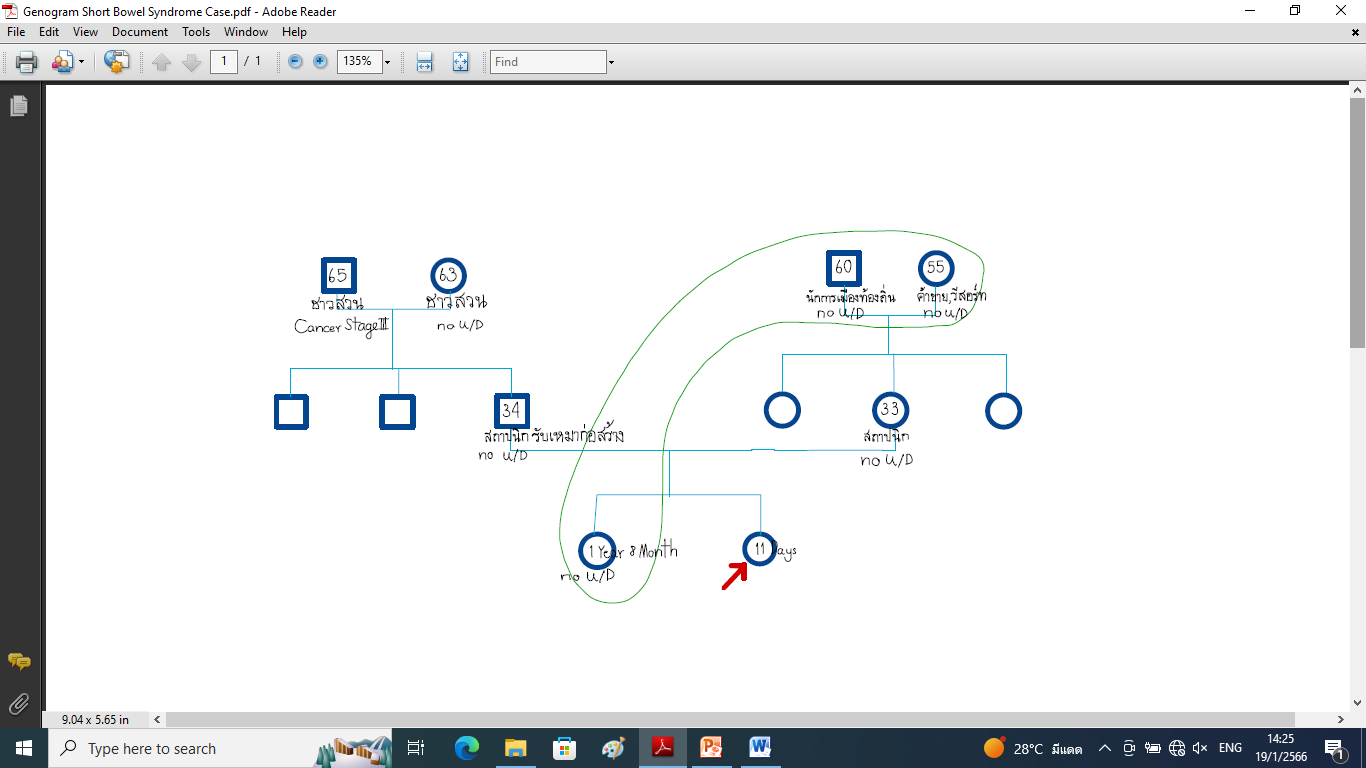 Genogram Short Bowel Syndrome Case.pdf - Adobe Reader
File Edit View Document Tools Window Help
1 / 1 135% Find
65 63 60 55
ชาวสวน ชาวสวน นักการเมืองท้องถิ่น ค้าขาย,รีสอร์ท
Cancer Stage III no U/D no U/D no U/D
34 33
สถาปนิก รับเหมาก่อสร้าง สถาปนิก
no U/D no U/D
1 Year 8 Month 11 Days
no U/D
9.04 x 5.65 in
Type here to search 28°C มีแดด ENG 14:25
19/1/2566 1